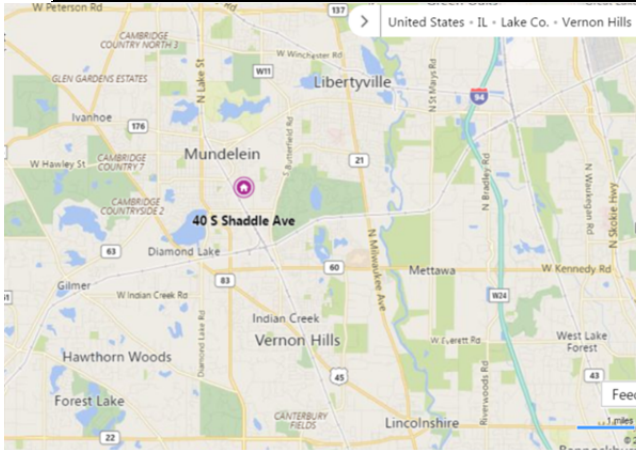 W Peterson Rd
137
United States • IL • Lake Co. • Vernon Hills
CAMBRIDGE
COUNTRY NORTH 3
W Winchester Rd
N Lake St
W11
Libertyville
N St Marys Rd
94
GLEN GARDENS ESTATES
Ivanhoe
176
S Butterfield Rd
Mundelein
21
W Hawley St
CAMBRIDGE
COUNTRY 7
N Bradley Rd
N Waukegan Rd
N Skokie Hwy
CAMBRIDGE
COUNTRYSIDE 2
40 S Shaddle Ave
63
Diamond Lake
N Milwaukee Ave
60
Mettawa
W Kennedy Rd
83
Gilmer
W Indian Creek Rd
W24
Indian Creek
Vernon Hills
Diamond Lake Rd
W Everett Rd
West Lake
Forest
Hawthorn Woods
45
Riverwoods Rd
43
Forest Lake
Feed
CANTERBURY
FIELDS
Lincolnshire
1 miles
22